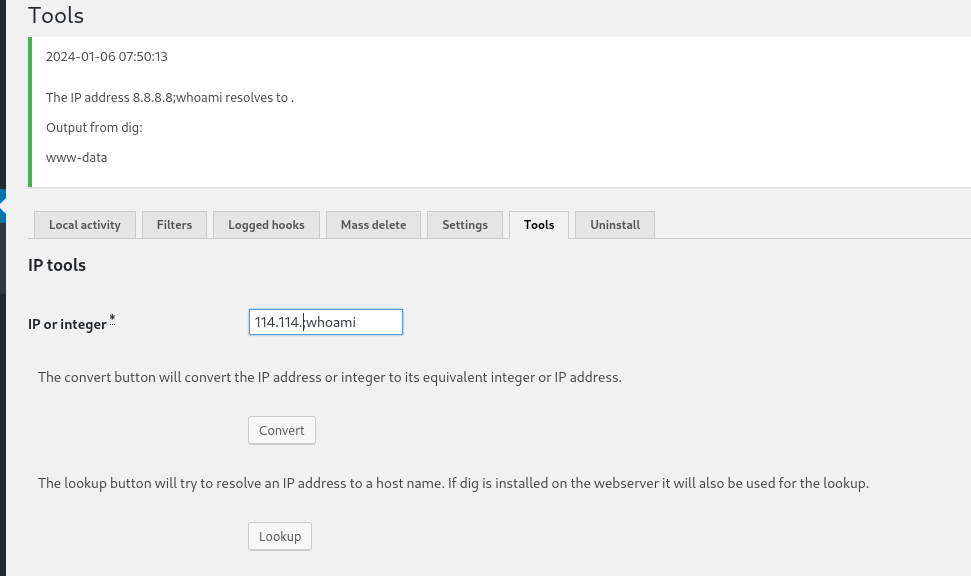 Tools
2024-01-06 07:50:13
The IP address 8.8.8.8;whoami resolves to .
Output from dig:
www-data
Local activity
Filters
Logged hooks
Mass delete
Settings
Tools
Uninstall
IP tools
IP or integer *
114.114.;whoami
The convert button will convert the IP address or integer to its equivalent integer or IP address.
Convert
The lookup button will try to resolve an IP address to a host name. If dig is installed on the webserver it will also be used for the lookup.
Lookup